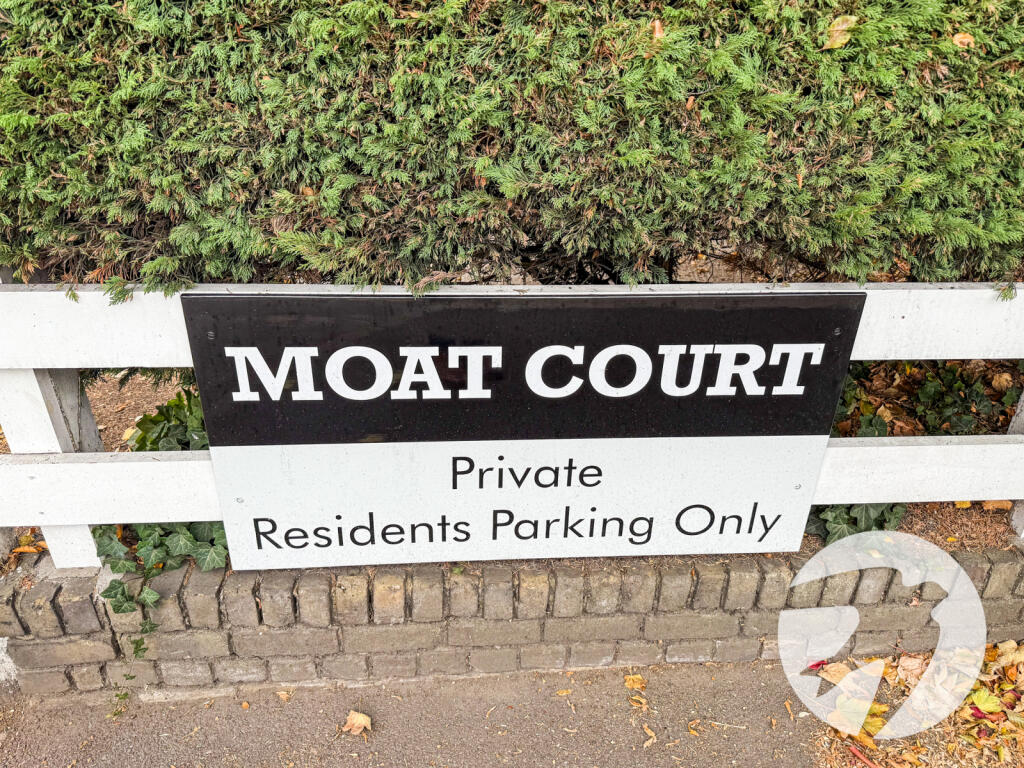 MOAT COURT
Private
Residents Parking Only